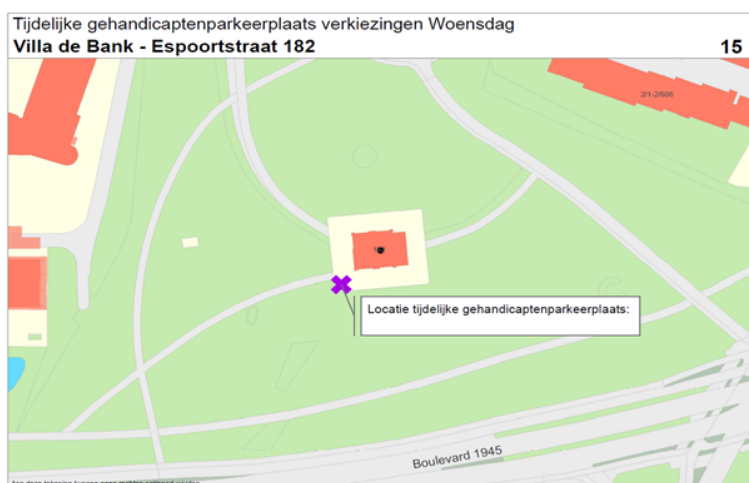 Tijdelijke gehandicaptenparkeerplaats verkiezingen Woensdag
Villa de Bank - Espoortstraat 182
15
2/1-2/606
Locatie tijdelijke gehandicaptenparkeerplaats:
Boulevard 1945